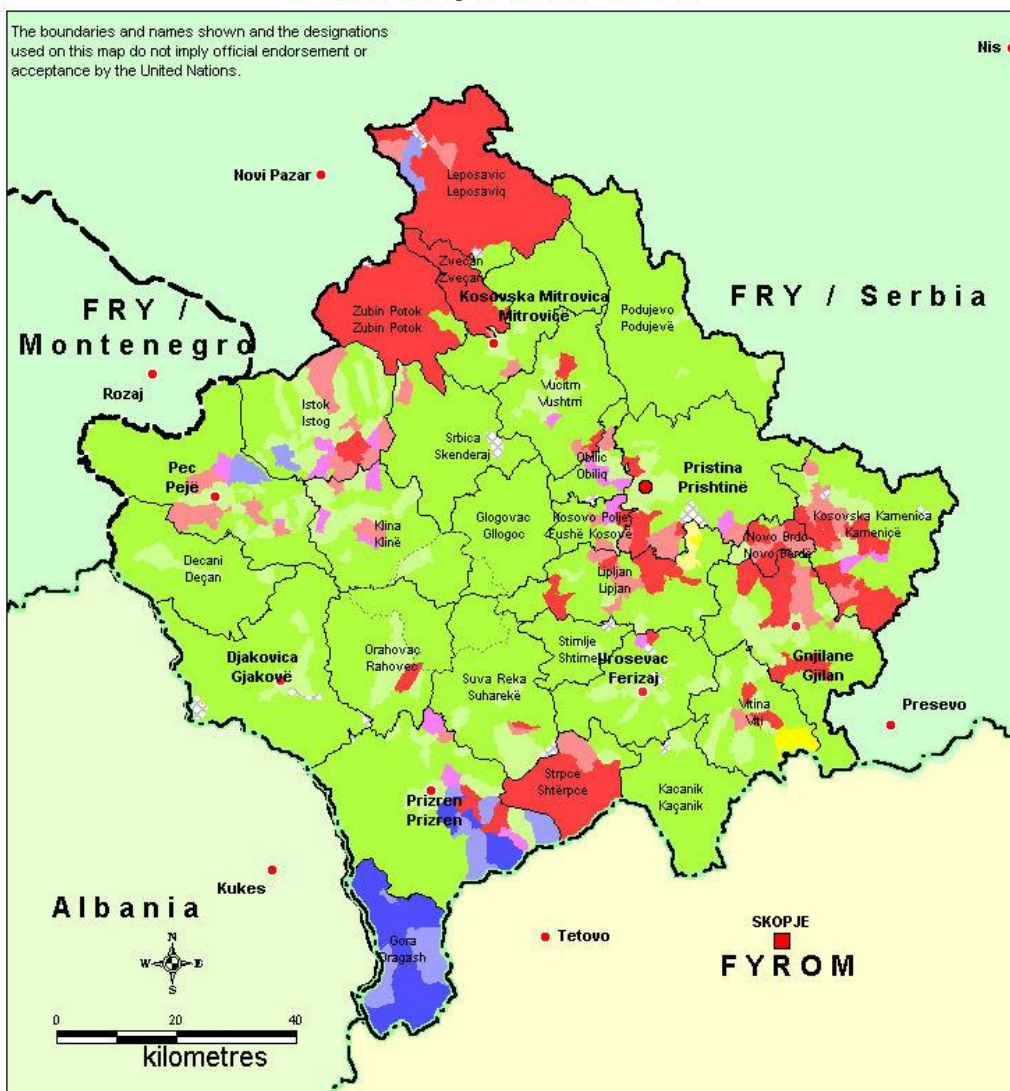 The boundaries and names shown and the designations
used on this map do not imply official endorsement or
acceptance by the United Nations.
Nis
Novi Pazar
Leposavic
Leposaviq
Zvecan
Zveçan
Kosovska Mitrovica
Mitrovicë
Zubin Potok
Zubin Potok
Podujevo
Podujevë
FRY /
Montenegro
FRY / Serbia
Rozaj
Istok
Istog
Vucitrn
Vushtrri
Srbica
Skenderaj
Obilic
Obiliq
Pristina
Prishtinë
Pec
Pejë
Klina
Klinë
Glogovac
Gllogoc
Kosovo Polje
Fushë Kosovë
Novo Brdo
Novo Bërdë
Kosovska Kamenica
Kamenicë
Decani
Deçan
Lipljan
Lipjan
Djakovica
Gjakovë
Orahovac
Rahovec
Suva Reka
Suharekë
Stimlje
Shtime
Urosevac
Ferizaj
Gnjilane
Gjilan
Vitina
Viti
Presevo
Strpce
Shtërpce
Kacanik
Kaçanik
Prizren
Prizren
Kukes
Albania
Gora
Dragash
Tetovo
SKOPJE
FYROM
N
W E
S
0 20 40
kilometres